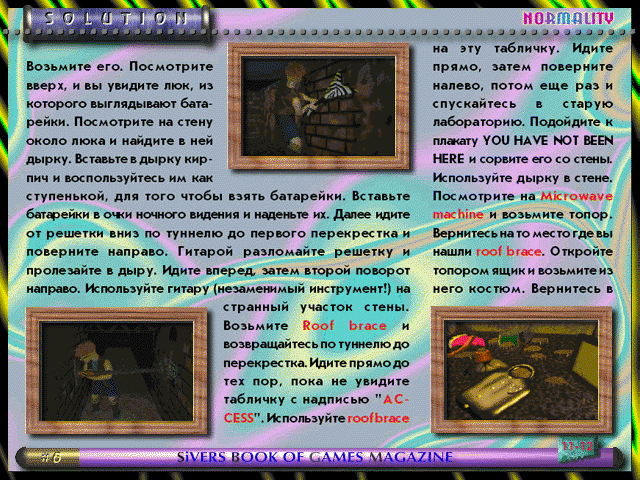 SOLUTION
NORMALITY
Возьмите его. Посмотрите
вверх, и вы увидите люк, из
которого выглядывают бата-
рейки. Посмотрите на стену
около люка и найдите в ней
дырку. Вставьте в дырку кир-
пич и воспользуйтесь им как
ступенькой, для того чтобы взять батарейки. Вставьте
батарейки в очки ночного видения и наденьте их. Далее идите
от решетки вниз по туннелю до первого перекрестка и
поверните направо. Гитарой разломайте решетку и
пролезайте в дыру. Идите вперед, затем второй поворот
направо. Используйте гитару (незаменимый инструмент!) на
странный участок стены.
Возьмите Roof brace и
возвращайтесь по туннелю до
перекрестка. Идите прямо до
тех пор, пока не увидите
табличку с надписью "AC-
CESS". Используйте roofbrace
на эту табличку. Идите
прямо, затем поверните
налево, потом еще раз и
спускайтесь в старую
лабораторию. Подойдите к
плакату YOU HAVE NOT BEEN
HERE и сорвите его со стены.
Используйте дырку в стене.
Посмотрите на Microwave
machine и возьмите топор.
Вернитесь на то место где вы
нашли roof brace. Откройте
топором ящик и возьмите из
него костюм. Вернитесь в
#6
SiVERS BOOK OF GAMES MAGAZINE